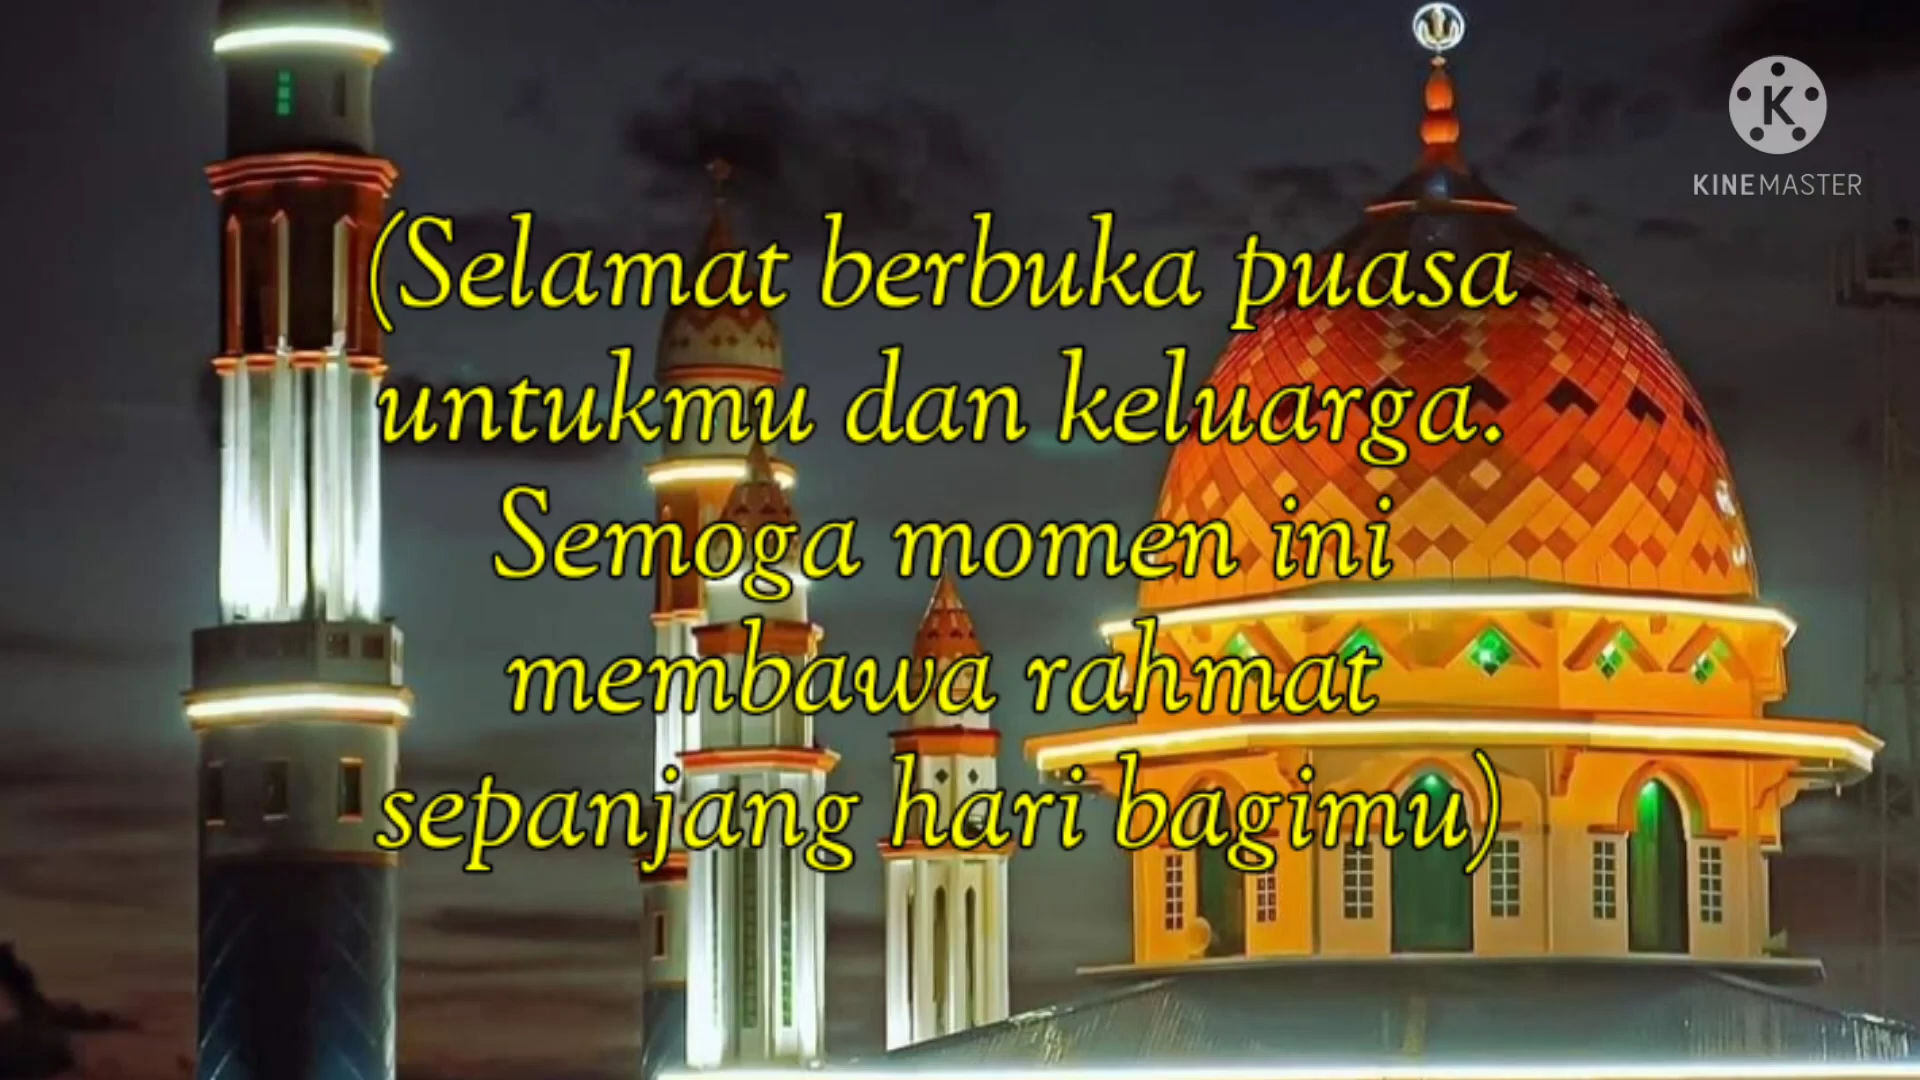 KINEMASTER
(Selamat berbuka puasa
untukmu dan keluarga.
Semoga momen ini
membawa rahmat
sepanjang hari bagimu)